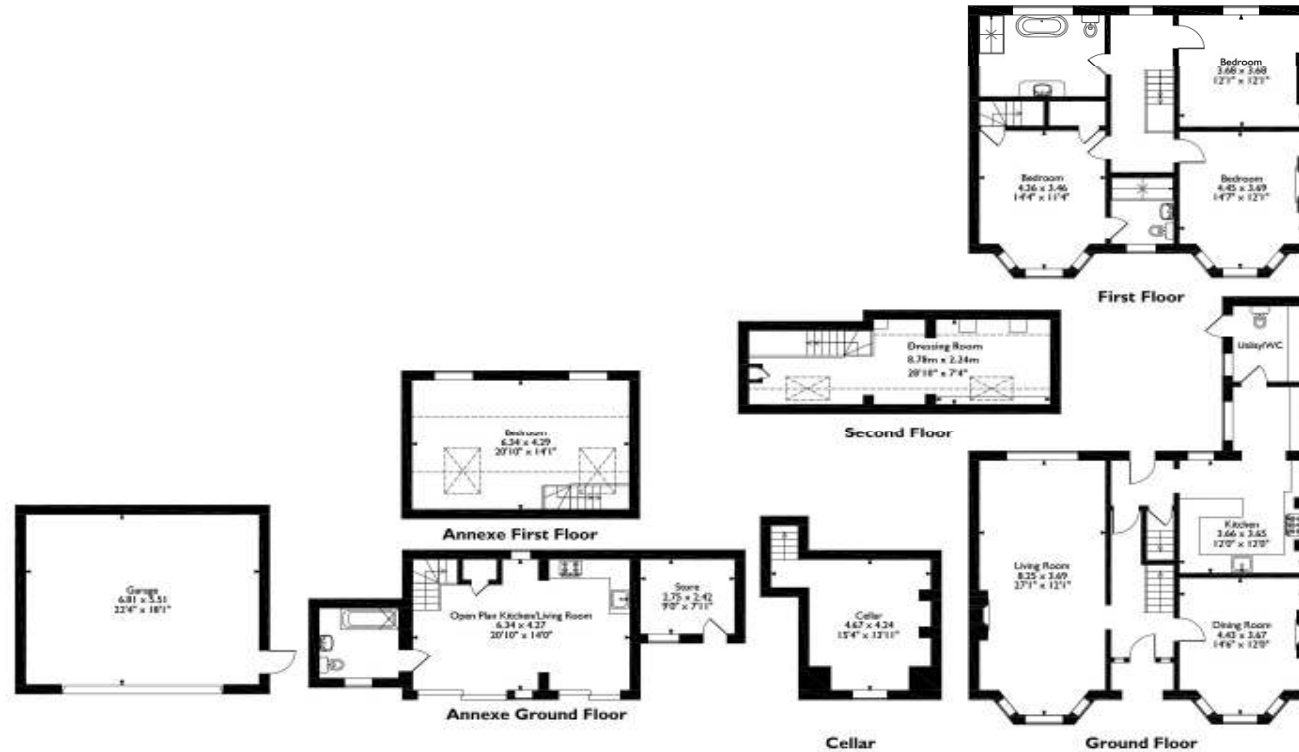 Bedroom
3.68 x 3.68
12'1" x 12'1"
Bedroom
4.36 x 3.46
14'4" x 11'4"
Bedroom
4.45 x 3.69
14'7" x 12'1"
First Floor
Dressing Room
8.78m x 2.24m
28'10" x 7'4"
Second Floor
Utility/WC
Bedroom
6.34 x 4.29
20'10" x 14'1"
Annexe First Floor
Garage
6.81 x 5.51
22'4" x 18'1"
Open Plan Kitchen/Living Room
6.34 x 4.27
20'10" x 14'0"
Store
2.75 x 2.42
9'0" x 7'11"
Annexe Ground Floor
Cellar
4.67 x 4.24
15'4" x 13'11"
Cellar
Kitchen
3.66 x 3.65
12'0" x 12'0"
Living Room
8.25 x 3.69
27'1" x 12'1"
Dining Room
4.43 x 3.67
14'6" x 12'0"
Ground Floor